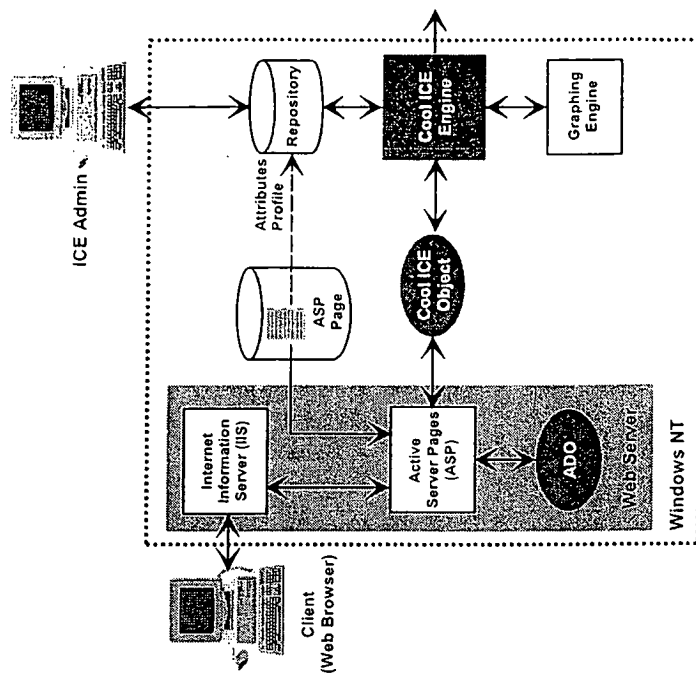 ICE Admin
Client
(Web Browser)
Internet
Information
Server (IIS)
Active
Server Pages
(ASP)
ADO
Web Server
Windows NT
ASP
Page
Attributes
Profile
Repository
Cool ICE
Object
Cool ICE
Engine
Graphing
Engine